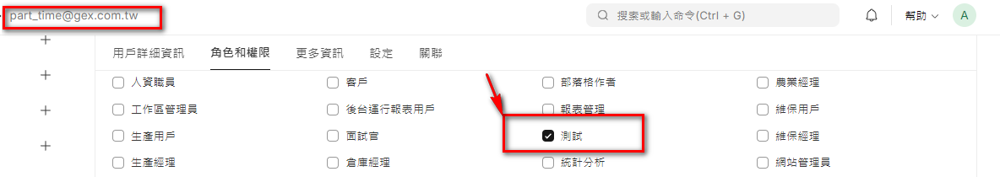 part_time@gex.com.tw 搜索或輸入命令(Ctrl + G) 幫助 A
用戶詳細資訊 角色和權限 更多資訊 設定 關聯
人資職員 客戶 部落格作者 農業經理
工作區管理員 後台運行報表用戶 報表管理 維保用戶
生產用戶 面試官 測試 維保經理
生產經理 倉庫經理 統計分析 網站管理員